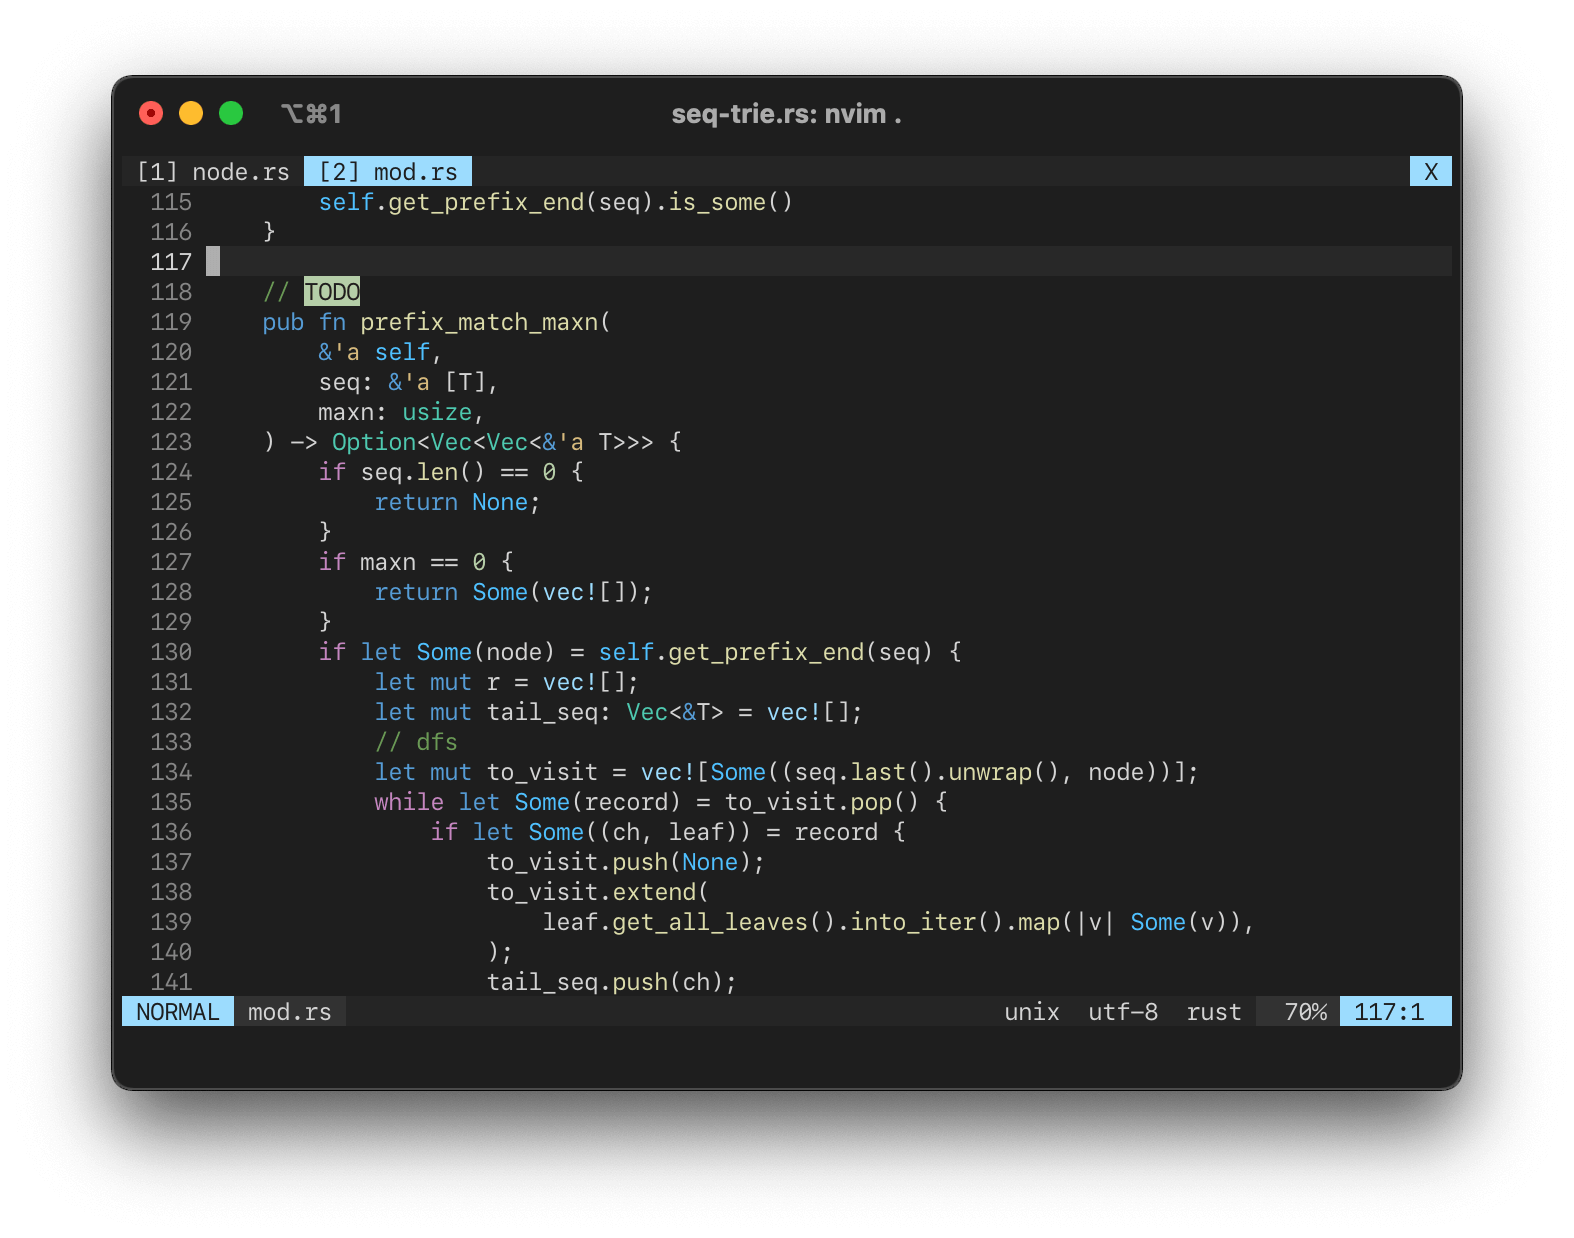 ⌥⌘1 seq-trie.rs: nvim .
[1] node.rs [2] mod.rs X
115         self.get_prefix_end(seq).is_some()
116     }
117
118     // TODO
119     pub fn prefix_match_maxn(
120         &'a self,
121         seq: &'a [T],
122         maxn: usize,
123     ) -> Option<Vec<Vec<&'a T>>> {
124         if seq.len() == 0 {
125             return None;
126         }
127         if maxn == 0 {
128             return Some(vec![]);
129         }
130         if let Some(node) = self.get_prefix_end(seq) {
131             let mut r = vec![];
132             let mut tail_seq: Vec<&T> = vec![];
133             // dfs
134             let mut to_visit = vec![Some((seq.last().unwrap(), node))];
135             while let Some(record) = to_visit.pop() {
136                 if let Some((ch, leaf)) = record {
137                     to_visit.push(None);
138                     to_visit.extend(
139                         leaf.get_all_leaves().into_iter().map(|v| Some(v)),
140                     );
141                     tail_seq.push(ch);
NORMAL mod.rs unix utf-8 rust 70% 117:1